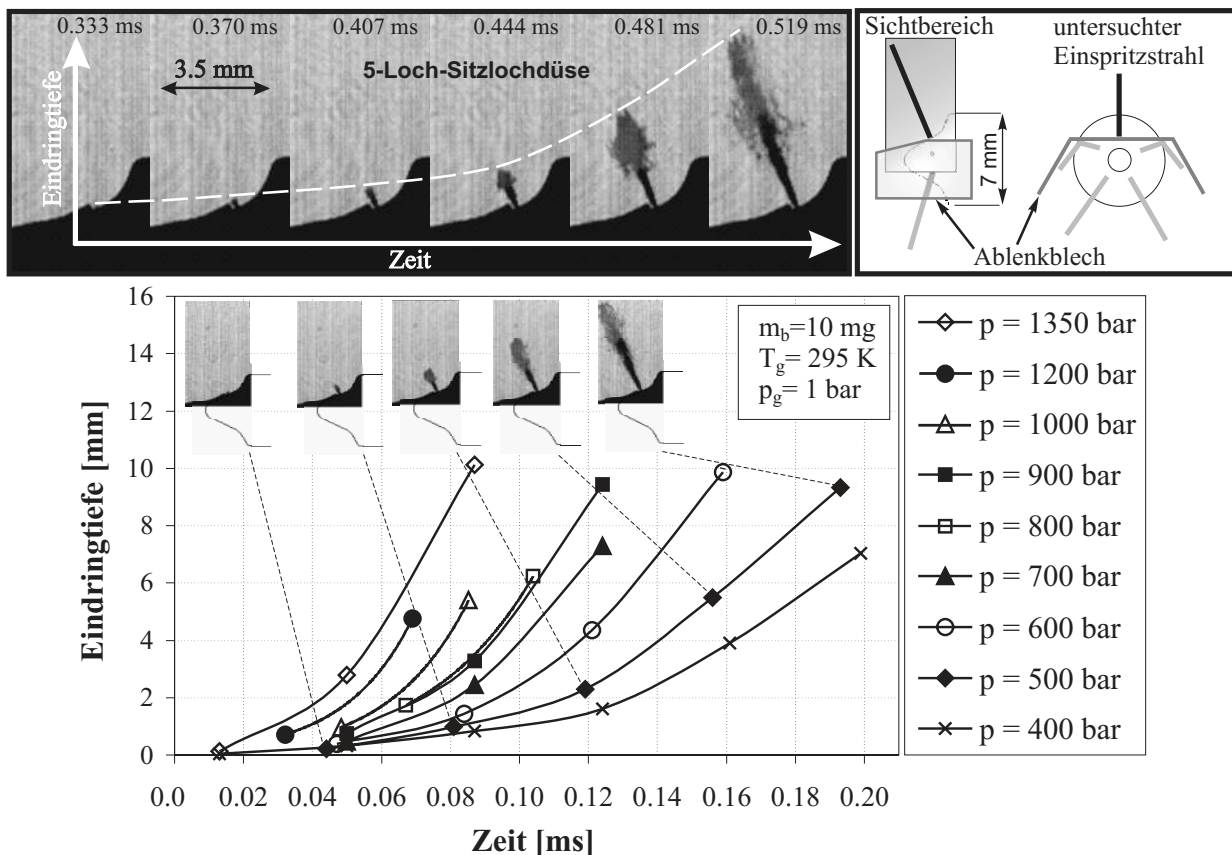 0.333 ms 0.370 ms 0.407 ms 0.444 ms 0.481 ms 0.519 ms
3.5 mm
5-Loch-Sitzlochdüse
Eindringtiefe
Zeit
Sichtbereich
untersuchter
Einspritzstrahl
7 mm
Ablenkblech
Eindringtiefe [mm]
16
14
12
10
8
6
4
2
0
m_b=10 mg
T_g= 295 K
p_g= 1 bar
0.0 0.02 0.04 0.06 0.08 0.10 0.12 0.14 0.16 0.18 0.20
Zeit [ms]
p = 1350 bar
p = 1200 bar
p = 1000 bar
p = 900 bar
p = 800 bar
p = 700 bar
p = 600 bar
p = 500 bar
p = 400 bar